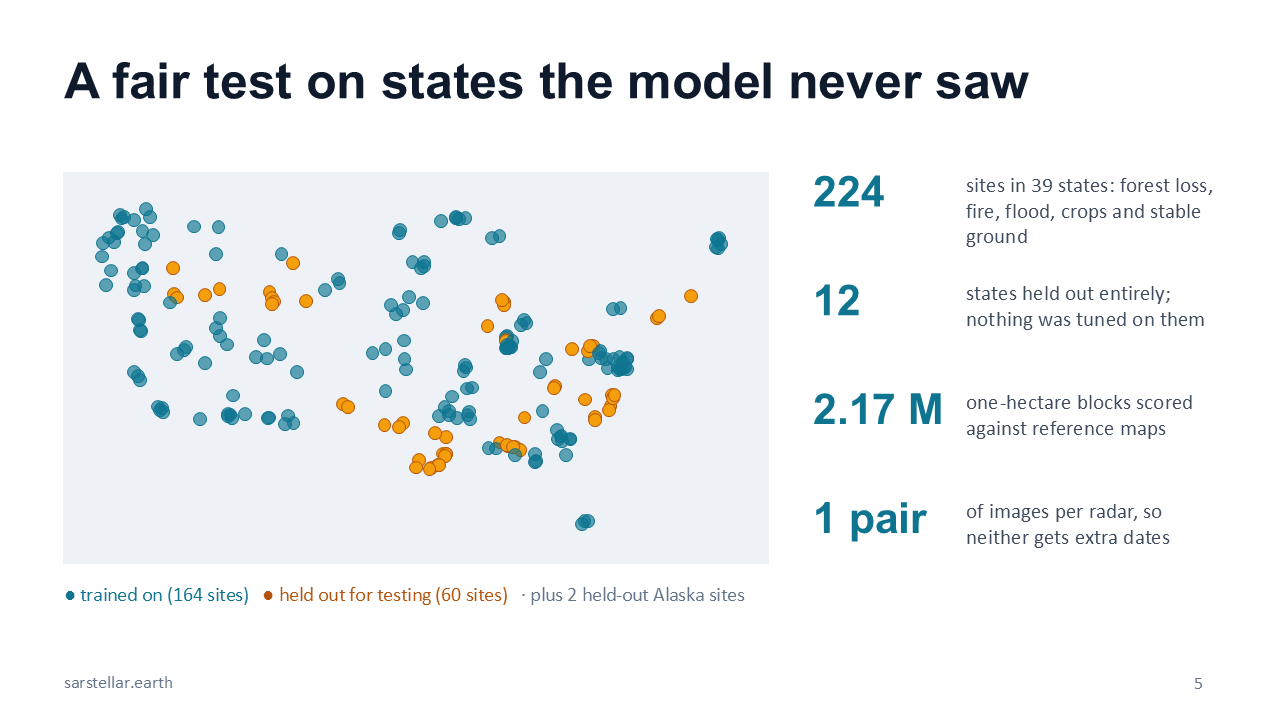 A fair test on states the model never saw
224
sites in 39 states: forest loss,
fire, flood, crops and stable
ground
12
states held out entirely;
nothing was tuned on them
2.17 M
one-hectare blocks scored
against reference maps
1 pair
of images per radar, so
neither gets extra dates
● trained on (164 sites) ● held out for testing (60 sites) · plus 2 held-out Alaska sites
sarstellar.earth
5